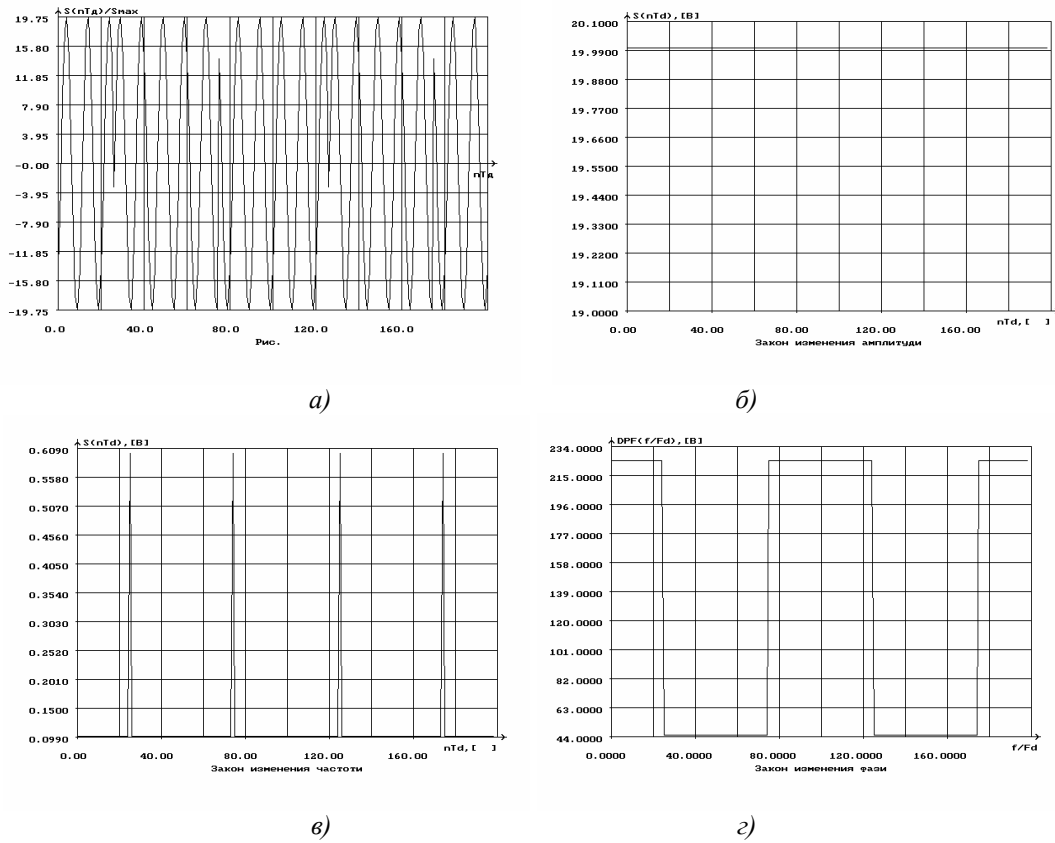 S(nTд)/Smax
19.75
15.80
11.85
7.90
3.95
-0.00
-3.95
-7.90
-11.85
-15.80
-19.75
nTд
0.0 40.0 80.0 120.0 160.0
Рис.
а)
S(nTd),[В]
20.1000
19.9900
19.8800
19.7700
19.6600
19.5500
19.4400
19.3300
19.2200
19.1100
19.0000
0.00 40.00 80.00 120.00 160.00
nTd,[ ]
Закон изменения амплитуди
б)
S(nTd),[В]
0.6090
0.5580
0.5070
0.4560
0.4050
0.3540
0.3030
0.2520
0.2010
0.1500
0.0990
0.00 40.00 80.00 120.00 160.00
nTd,[ ]
Закон изменения частоти
в)
DPF(f/Fd),[В]
234.0000
215.0000
196.0000
177.0000
158.0000
139.0000
120.0000
101.0000
82.0000
63.0000
44.0000
0.0000 40.0000 80.0000 120.0000 160.0000
f/Fd
Закон изменения фази
г)